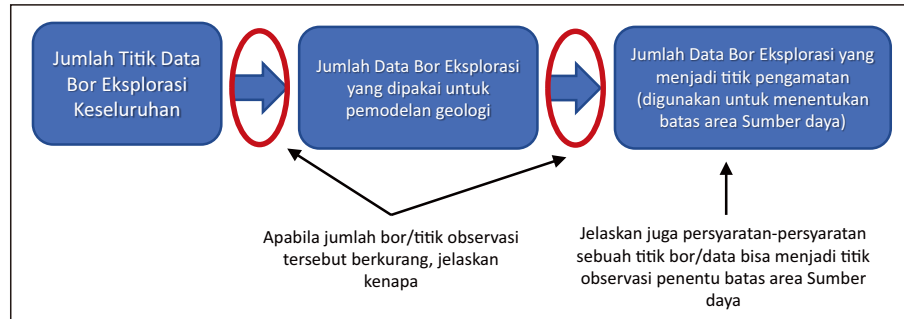 Jumlah Titik Data
Bor Eksplorasi
Keseluruhan
Jumlah Data Bor Eksplorasi
yang dipakai untuk
pemodelan geologi
Jumlah Data Bor Eksplorasi yang
menjadi titik pengamatan
(digunakan untuk menentukan
batas area Sumber daya)
Apabila jumlah bor/titik observasi
tersebut berkurang, jelaskan
kenapa
Jelaskan juga persyaratan-persyaratan
sebuah titik bor/data bisa menjadi titik
observasi penentu batas area Sumber
daya